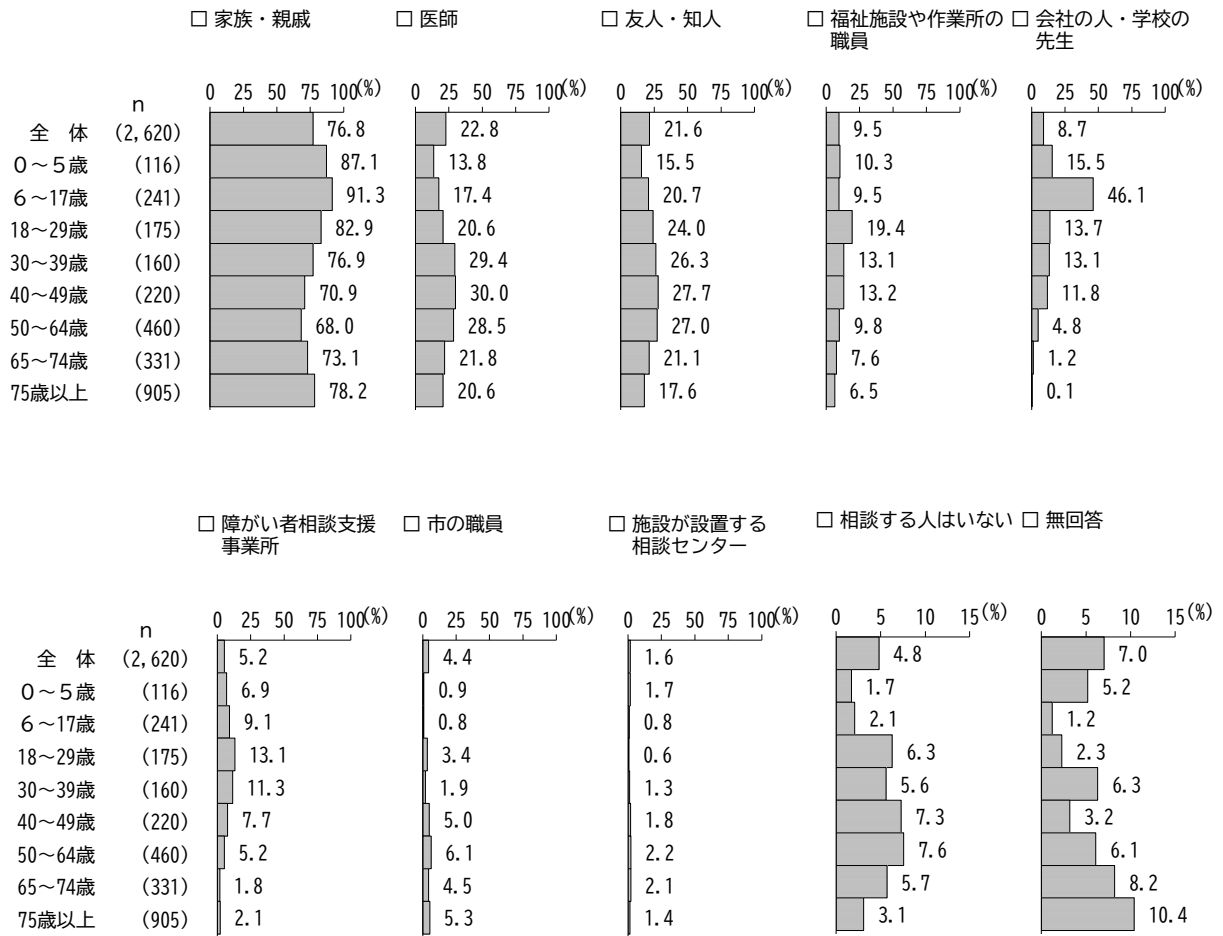 □ 家族・親戚 □ 医師 □ 友人・知人 □ 福祉施設や作業所の □ 会社の人・学校の
職員 先生
0 25 50 75 100(%) 0 25 50 75 100(%) 0 25 50 75 100(%) 0 25 50 75 100(%) 0 25 50 75 100(%)
n
全 体 (2,620) 76.8 22.8 21.6 9.5 8.7
0～5歳 (116) 87.1 13.8 15.5 10.3 15.5
6～17歳 (241) 91.3 17.4 20.7 9.5 46.1
18～29歳 (175) 82.9 20.6 24.0 19.4 13.7
30～39歳 (160) 76.9 29.4 26.3 13.1 13.1
40～49歳 (220) 70.9 30.0 27.7 13.2 11.8
50～64歳 (460) 68.0 28.5 27.0 9.8 4.8
65～74歳 (331) 73.1 21.8 21.1 7.6 1.2
75歳以上 (905) 78.2 20.6 17.6 6.5 0.1
□ 障がい者相談支援 □ 市の職員 □ 施設が設置する □ 相談する人はいない □ 無回答
事業所 相談センター
0 25 50 75 100(%) 0 25 50 75 100(%) 0 25 50 75 100(%) 0 5 10 15(%) 0 5 10 15(%)
n
全 体 (2,620) 5.2 4.4 1.6 4.8 7.0
0～5歳 (116) 6.9 0.9 1.7 1.7 5.2
6～17歳 (241) 9.1 0.8 0.8 2.1 1.2
18～29歳 (175) 13.1 3.4 0.6 6.3 2.3
30～39歳 (160) 11.3 1.9 1.3 5.6 6.3
40～49歳 (220) 7.7 5.0 1.8 7.3 3.2
50～64歳 (460) 5.2 6.1 2.2 7.6 6.1
65～74歳 (331) 1.8 4.5 2.1 5.7 8.2
75歳以上 (905) 2.1 5.3 1.4 3.1 10.4